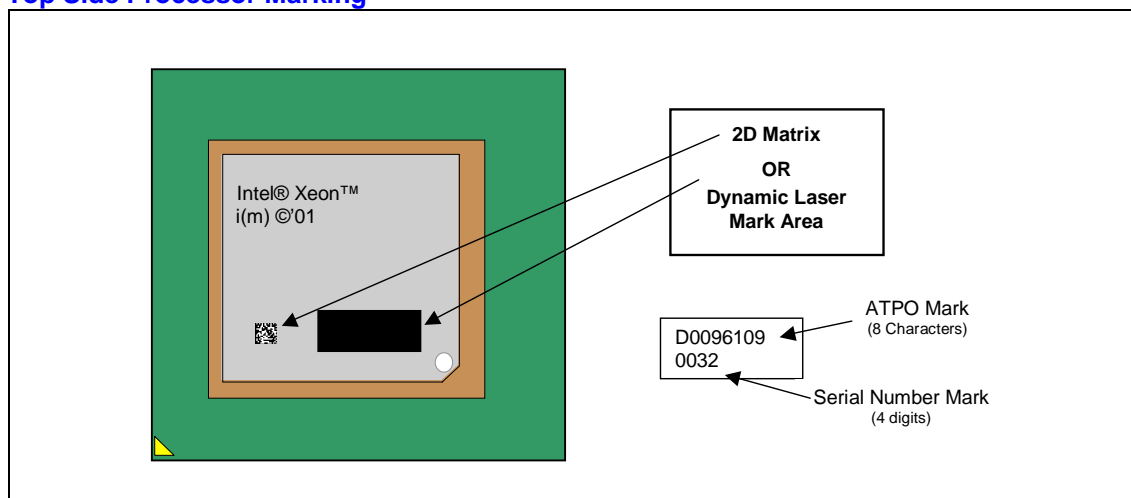 Top Side Processor Marking
Intel® Xeon™
i(m) ©'01
2D Matrix
OR
Dynamic Laser
Mark Area
ATPO Mark
(8 Characters)
D0096109
0032
Serial Number Mark
(4 digits)